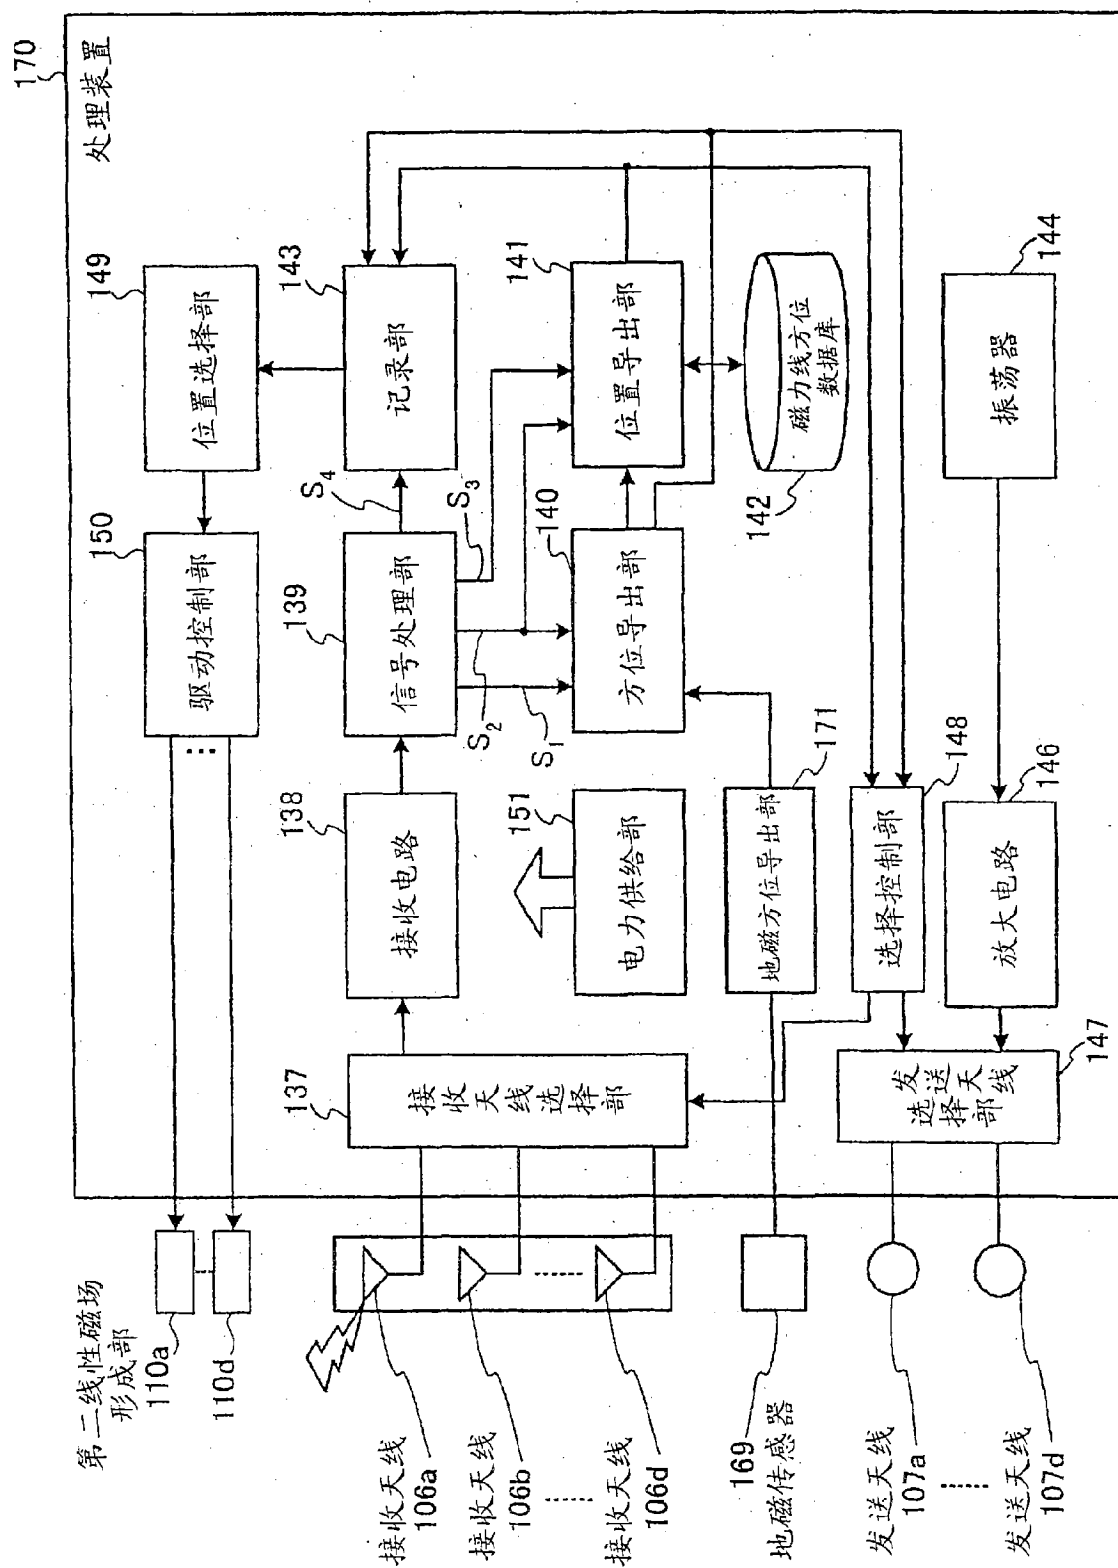 170
处理装置
第二线性磁场
形成部
110a
110d
150
驱动控制部
149
位置选择部
接收天线
106a
接收天线
106b
接收天线
106d
137
接收天线选择部
138
接收电路
139
信号处理部
S4
143
记录部
S3
S2
S1
151
电力供给部
140
方位导出部
141
位置导出部
142
磁力线方位
数据库
169
地磁传感器
171
地磁方位导出部
148
选择控制部
144
振荡器
146
放大电路
147
发送天线
选择部
发送天线
107a
发送天线
107d